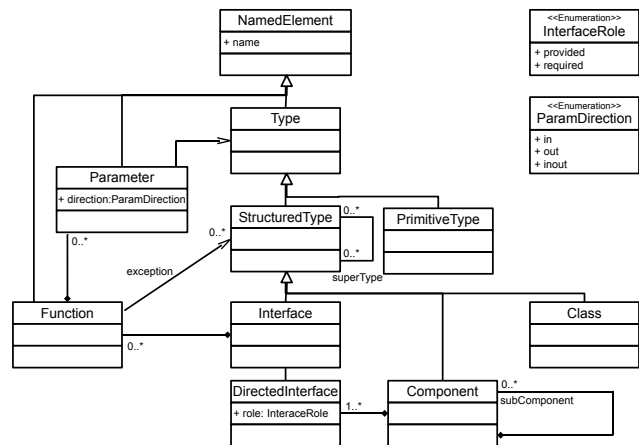 NamedElement
+ name
<<Enumeration>>
InterfaceRole
+ provided
+ required
Type
<<Enumeration>>
ParamDirection
+ in
+ out
+ inout
Parameter
+ direction:ParamDirection
0..*
StructuredType
0..*
0..*
0..*
superType
PrimitiveType
exception
Function
0..*
Interface
Class
DirectedInterface
+ role: InteraceRole
1..*
Component
0..*
subComponent